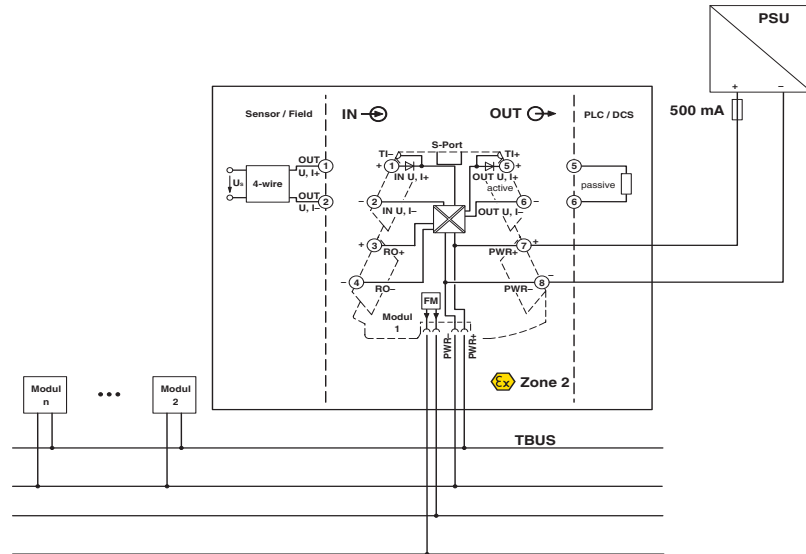 PSU
+ −
500 mA
Sensor / Field
IN
OUT
PLC / DCS
S-Port
TI−
TI+
+ 1
5 +
IN U, I+
OUT U, I+
active
OUT 1
U, I+
4-wire
Us
OUT 2
U, I−
5
passive
6
− 2
IN U, I−
6 −
OUT U, I−
+ 3
RO+
7 +
PWR+
− 4
RO−
8 −
PWR−
FM
Modul
1
PWR−
PWR+
Ex Zone 2
Modul
n
•••
Modul
2
TBUS